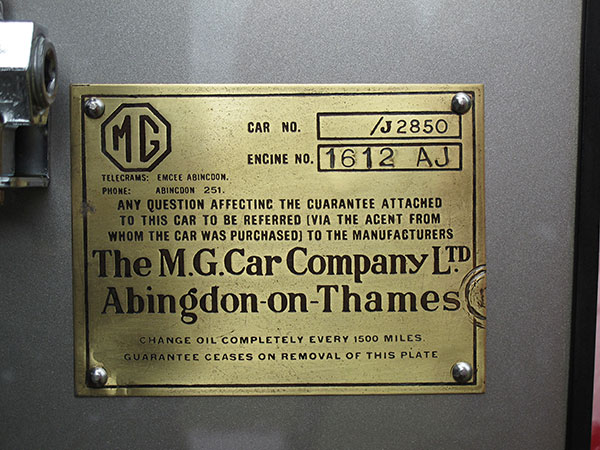 MG
CAR NO. /J2850
ENGINE NO. 1612 AJ
TELEGRAMS: EMCEE ABINGDON.
PHONE: ABINGDON 251.
ANY QUESTION AFFECTING THE GUARANTEE ATTACHED
TO THIS CAR TO BE REFERRED (VIA THE AGENT FROM
WHOM THE CAR WAS PURCHASED) TO THE MANUFACTURERS
The M.G. Car Company LTD.
Abingdon-on-Thames
CHANGE OIL COMPLETELY EVERY 1500 MILES.
GUARANTEE CEASES ON REMOVAL OF THIS PLATE